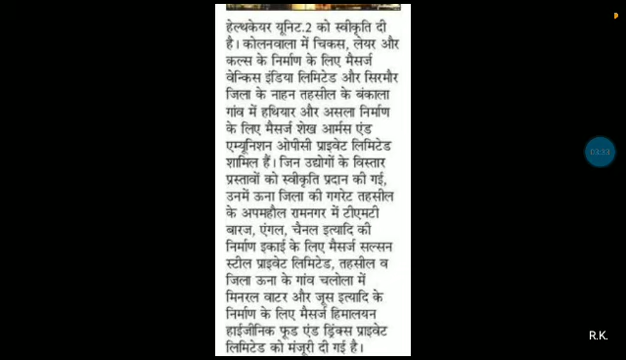 हेल्थकेयर यूनिट.2 को स्वीकृति दी
है। कोलनवाला में चिकस, लेयर और
कल्स के निर्माण के लिए मैसर्ज
वेन्किस इंडिया लिमिटेड और सिरमौर
जिला के नाहन तहसील के बंकाला
गांव में हथियार और असला निर्माण
के लिए मैसर्ज शेख आर्मस एंड
एम्यूनिशन ओपीसी प्राइवेट लिमिटेड
शामिल हैं। जिन उद्योगों के विस्तार
प्रस्तावों को स्वीकृति प्रदान की गई,
उनमें ऊना जिला की गगरेट तहसील
के अपमहौल रामनगर में टीएमटी
बारज, एंगल, चैनल इत्यादि की
निर्माण इकाई के लिए मैसर्ज सल्सन
स्टील प्राइवेट लिमिटेड, तहसील व
जिला ऊना के गांव चलोला में
मिनरल वाटर और जूस इत्यादि के
निर्माण के लिए मैसर्ज हिमालयन
हाईजीनिक फूड एंड ड्रिंक्स प्राइवेट
लिमिटेड को मंजूरी दी गई है।
R.K.